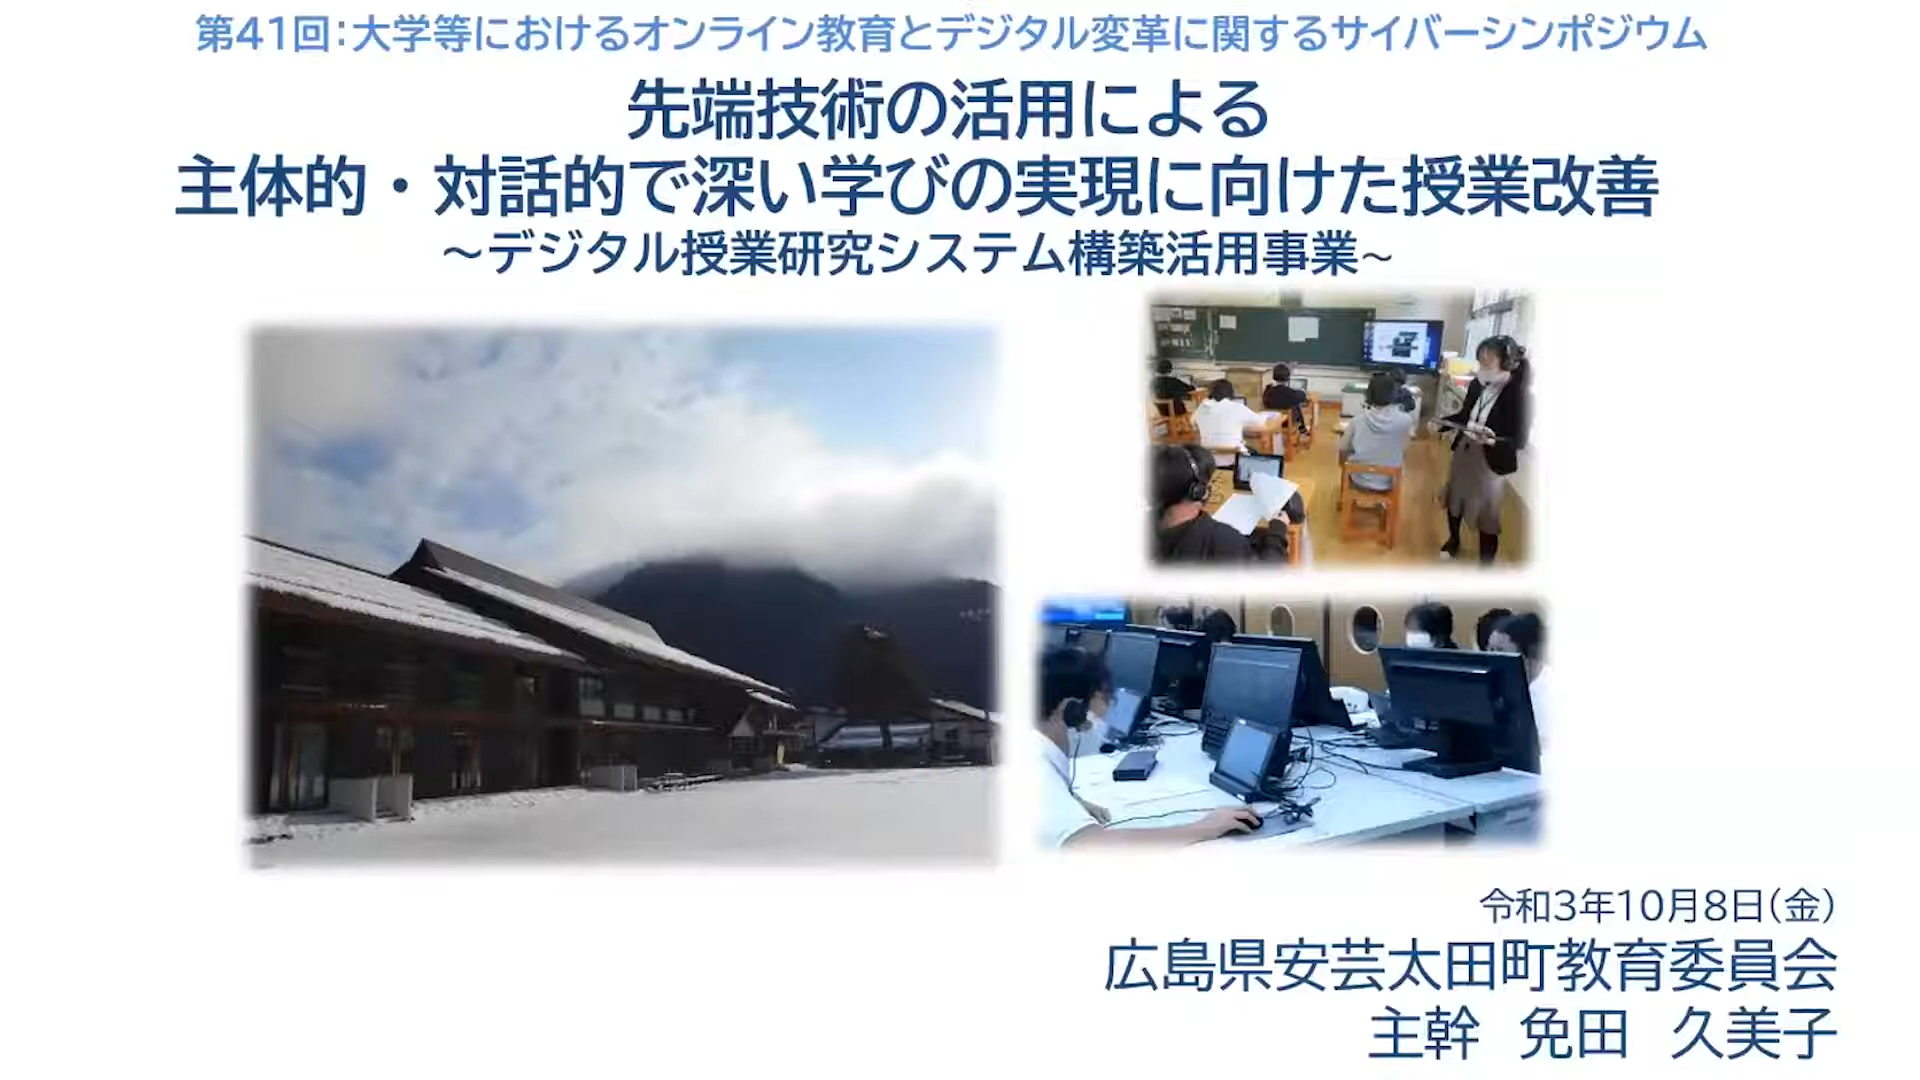 第41回：大学等におけるオンライン教育とデジタル変革に関するサイバーシンポジウム
先端技術の活用による
主体的・対話的で深い学びの実現に向けた授業改善
～デジタル授業研究システム構築活用事業~
令和3年10月8日（金）
広島県安芸太田町教育委員会
主幹　免田　久美子